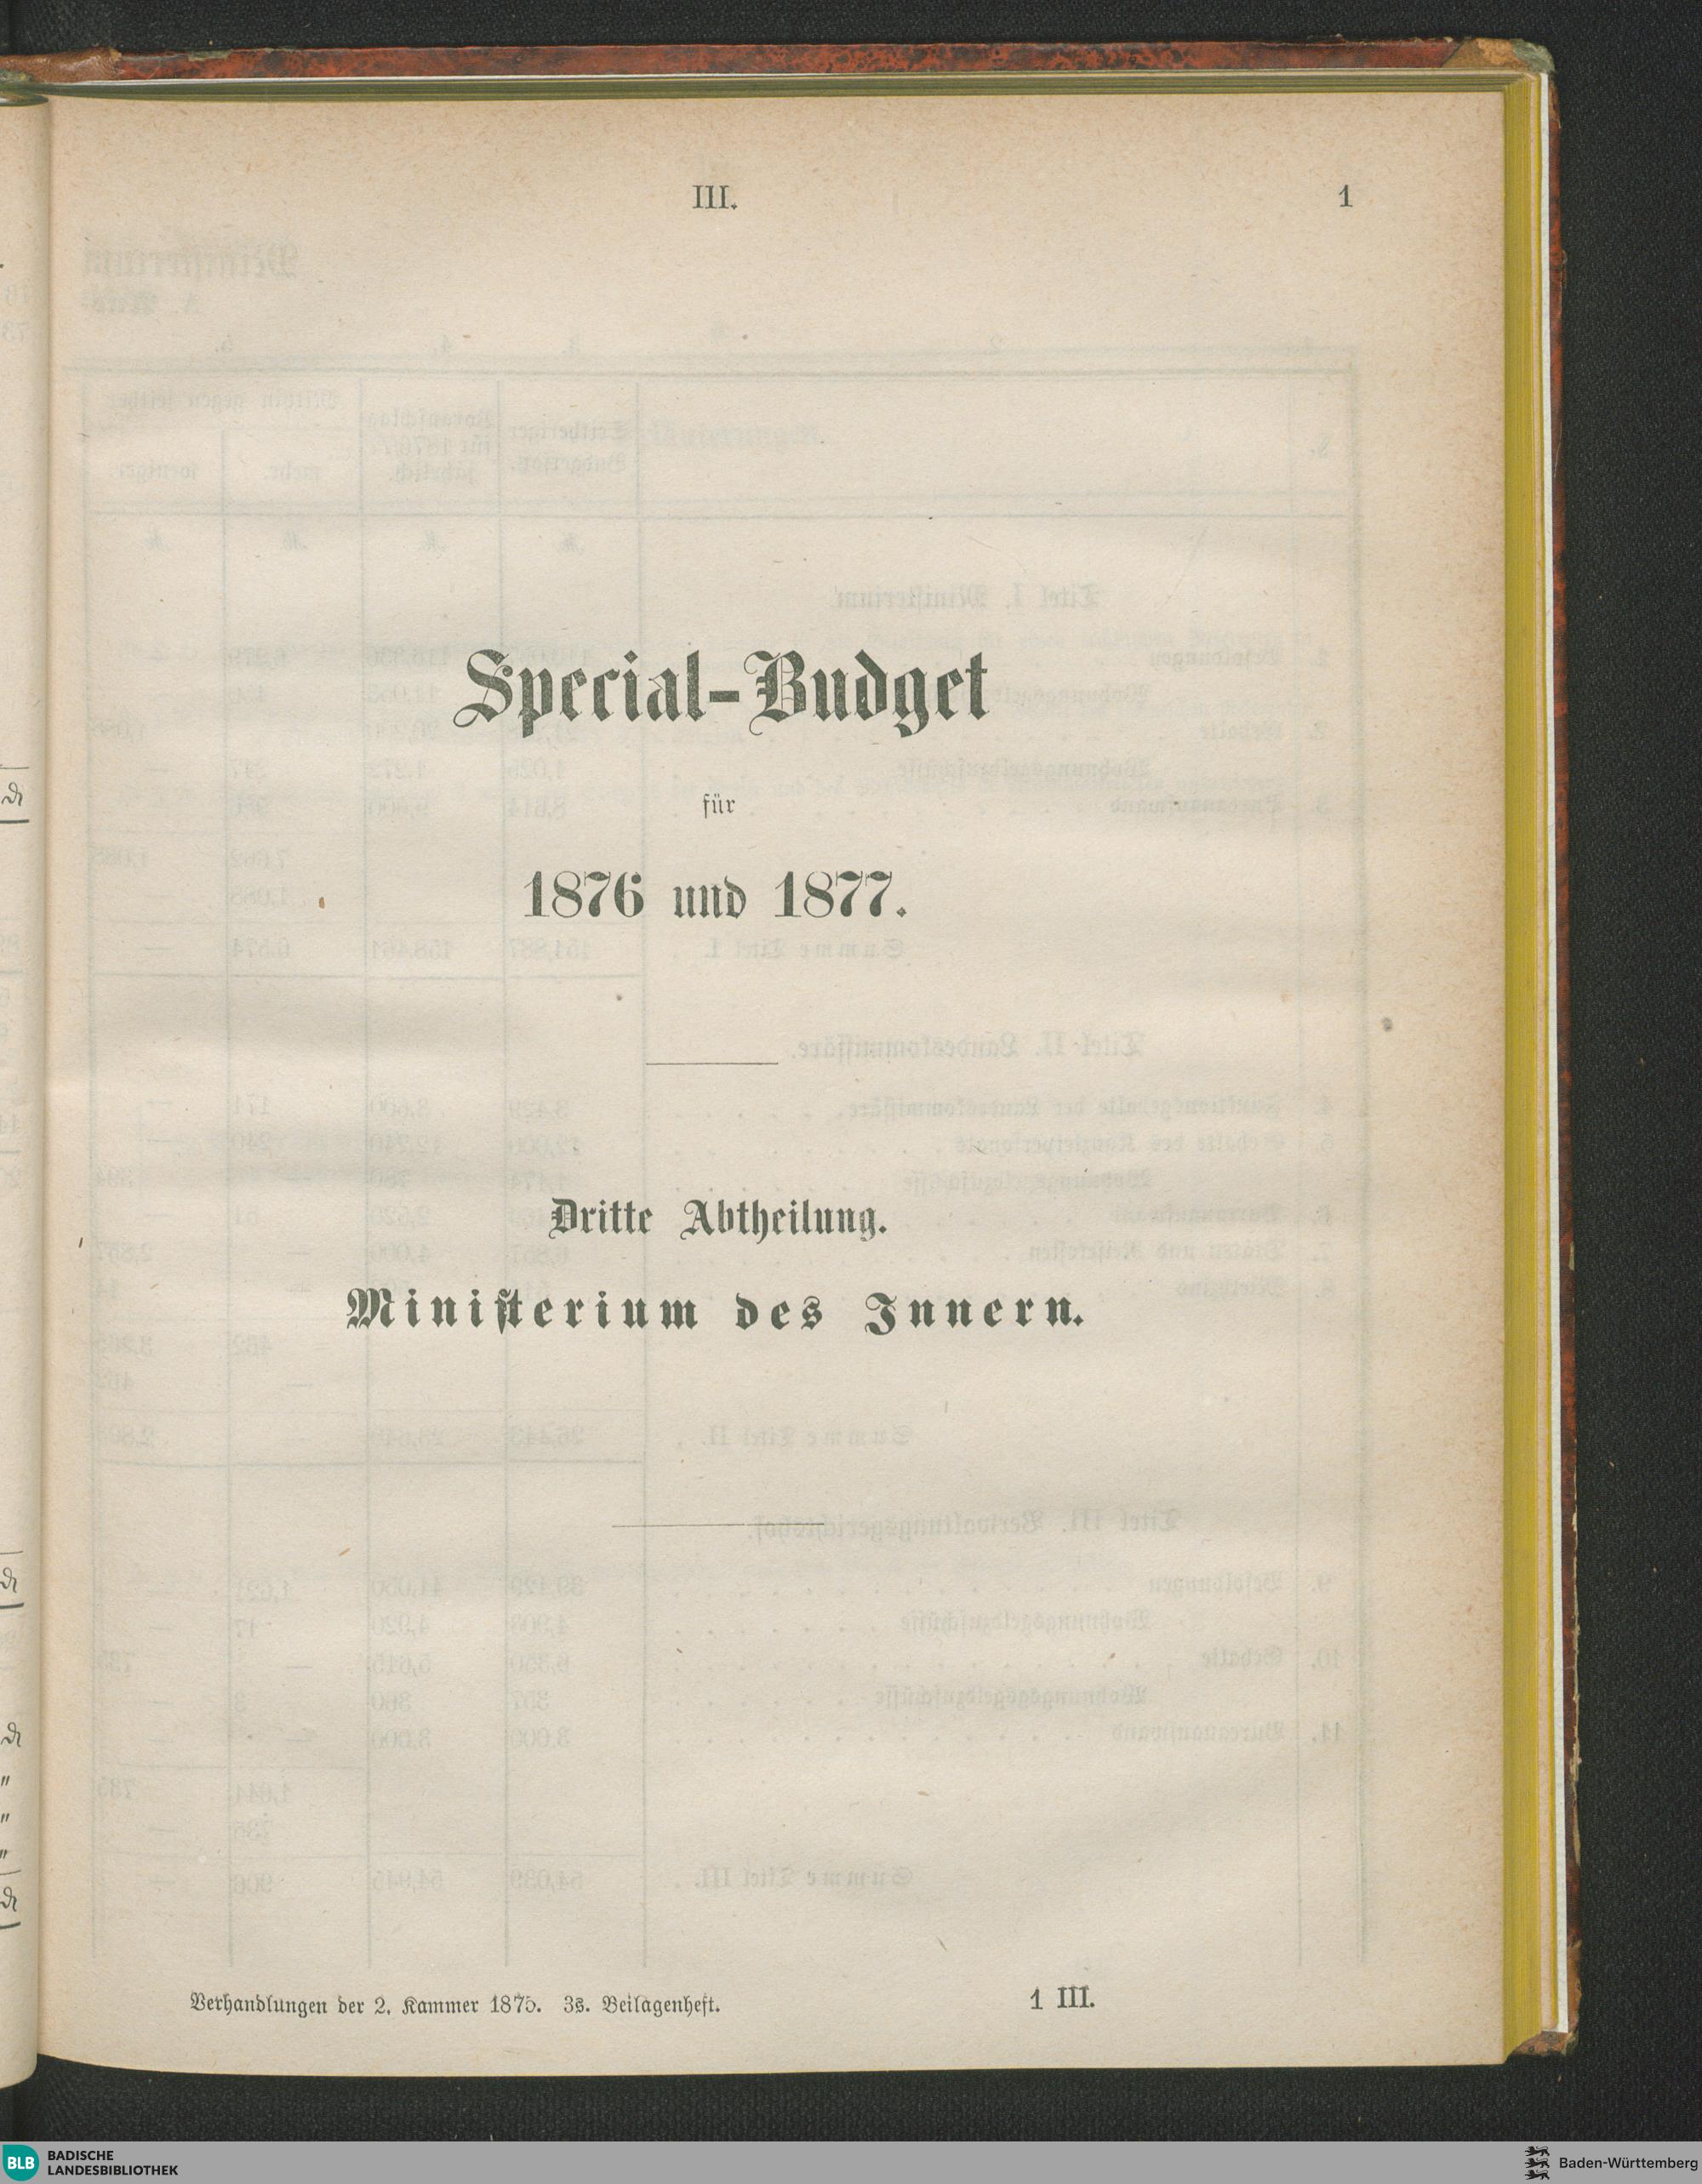 III. 1
Special-Budget
für
1876 und 1877.
Dritte Abtheilung.
Ministerium des Innern.
Verhandlungen der 2. Kammer 1875. 3s. Beilagenheft. 1 III.
BLB BADISCHE
LANDESBIBLIOTHEK
Baden-Württemberg